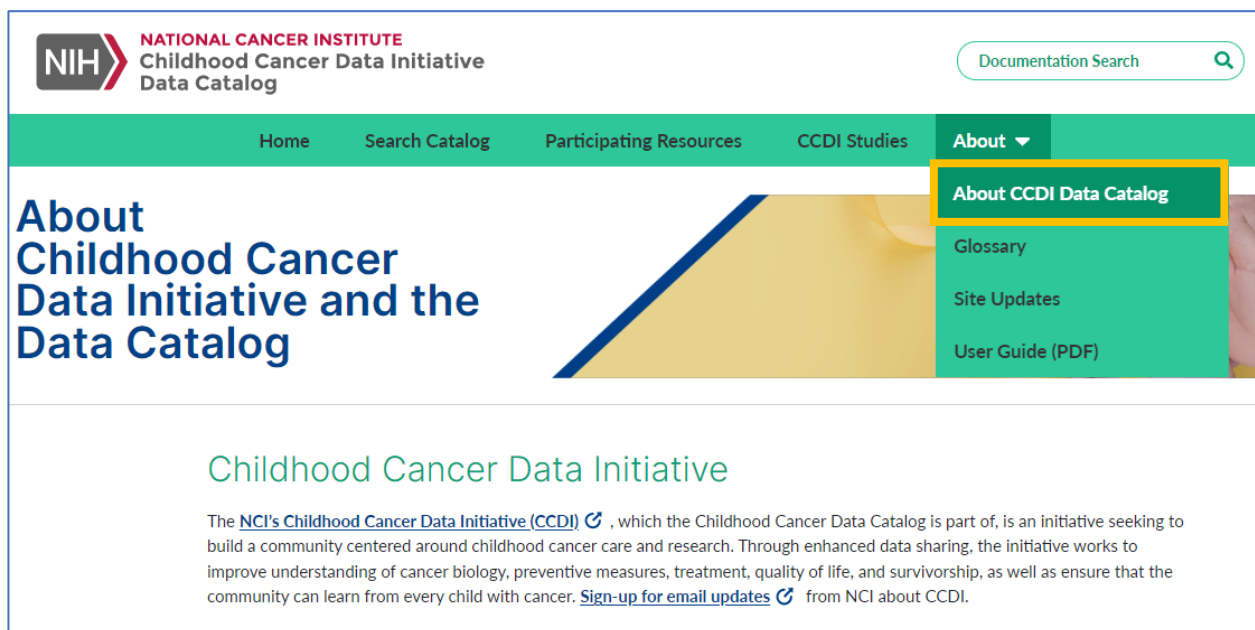 NIH
NATIONAL CANCER INSTITUTE
Childhood Cancer Data Initiative
Data Catalog
Documentation Search
Home Search Catalog Participating Resources CCDI Studies About
About CCDI Data Catalog
Glossary
Site Updates
User Guide (PDF)
About
Childhood Cancer
Data Initiative and the
Data Catalog
Childhood Cancer Data Initiative
The NCI's Childhood Cancer Data Initiative (CCDI) , which the Childhood Cancer Data Catalog is part of, is an initiative seeking to
build a community centered around childhood cancer care and research. Through enhanced data sharing, the initiative works to
improve understanding of cancer biology, preventive measures, treatment, quality of life, and survivorship, as well as ensure that the
community can learn from every child with cancer. Sign-up for email updates from NCI about CCDI.